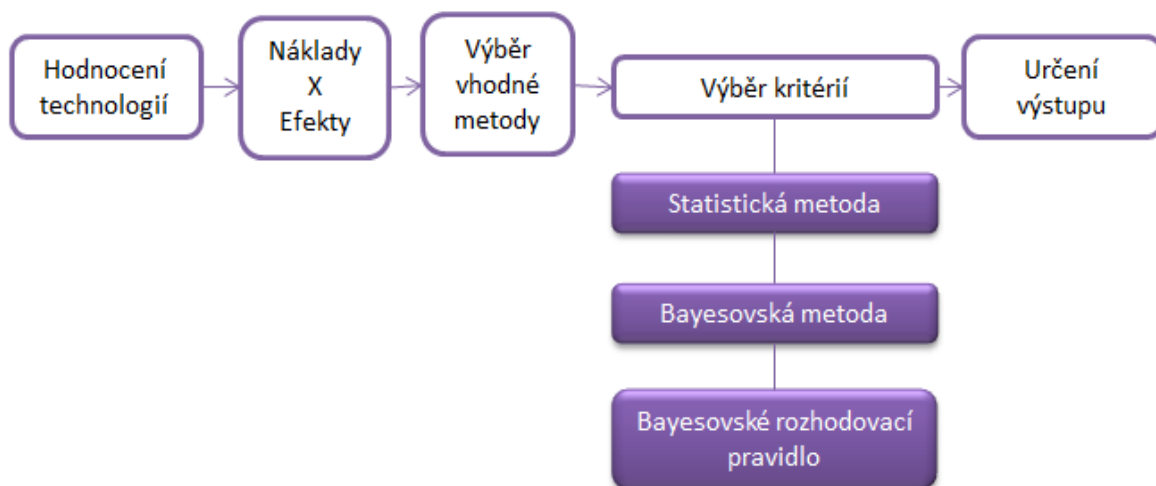 Hodnocení
technologií
Náklady
X
Efekty
Výběr
vhodné
metody
Výběr kritérií
Určení
výstupu
Statistická metoda
Bayesovská metoda
Bayesovské rozhodovací
pravidlo